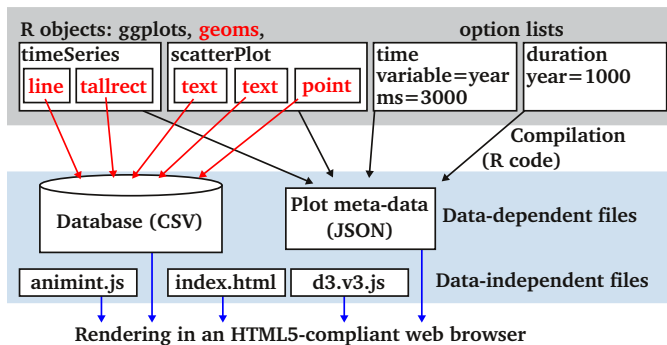 R objects: ggplots, geoms,
option lists
timeSeries
line
tallrect
scatterPlot
text
text
point
time
variable=year
ms=3000
duration
year=1000
Compilation
(R code)
Database (CSV)
Plot meta-data
(JSON)
Data-dependent files
animint.js
index.html
d3.v3.js
Data-independent files
Rendering in an HTML5-compliant web browser